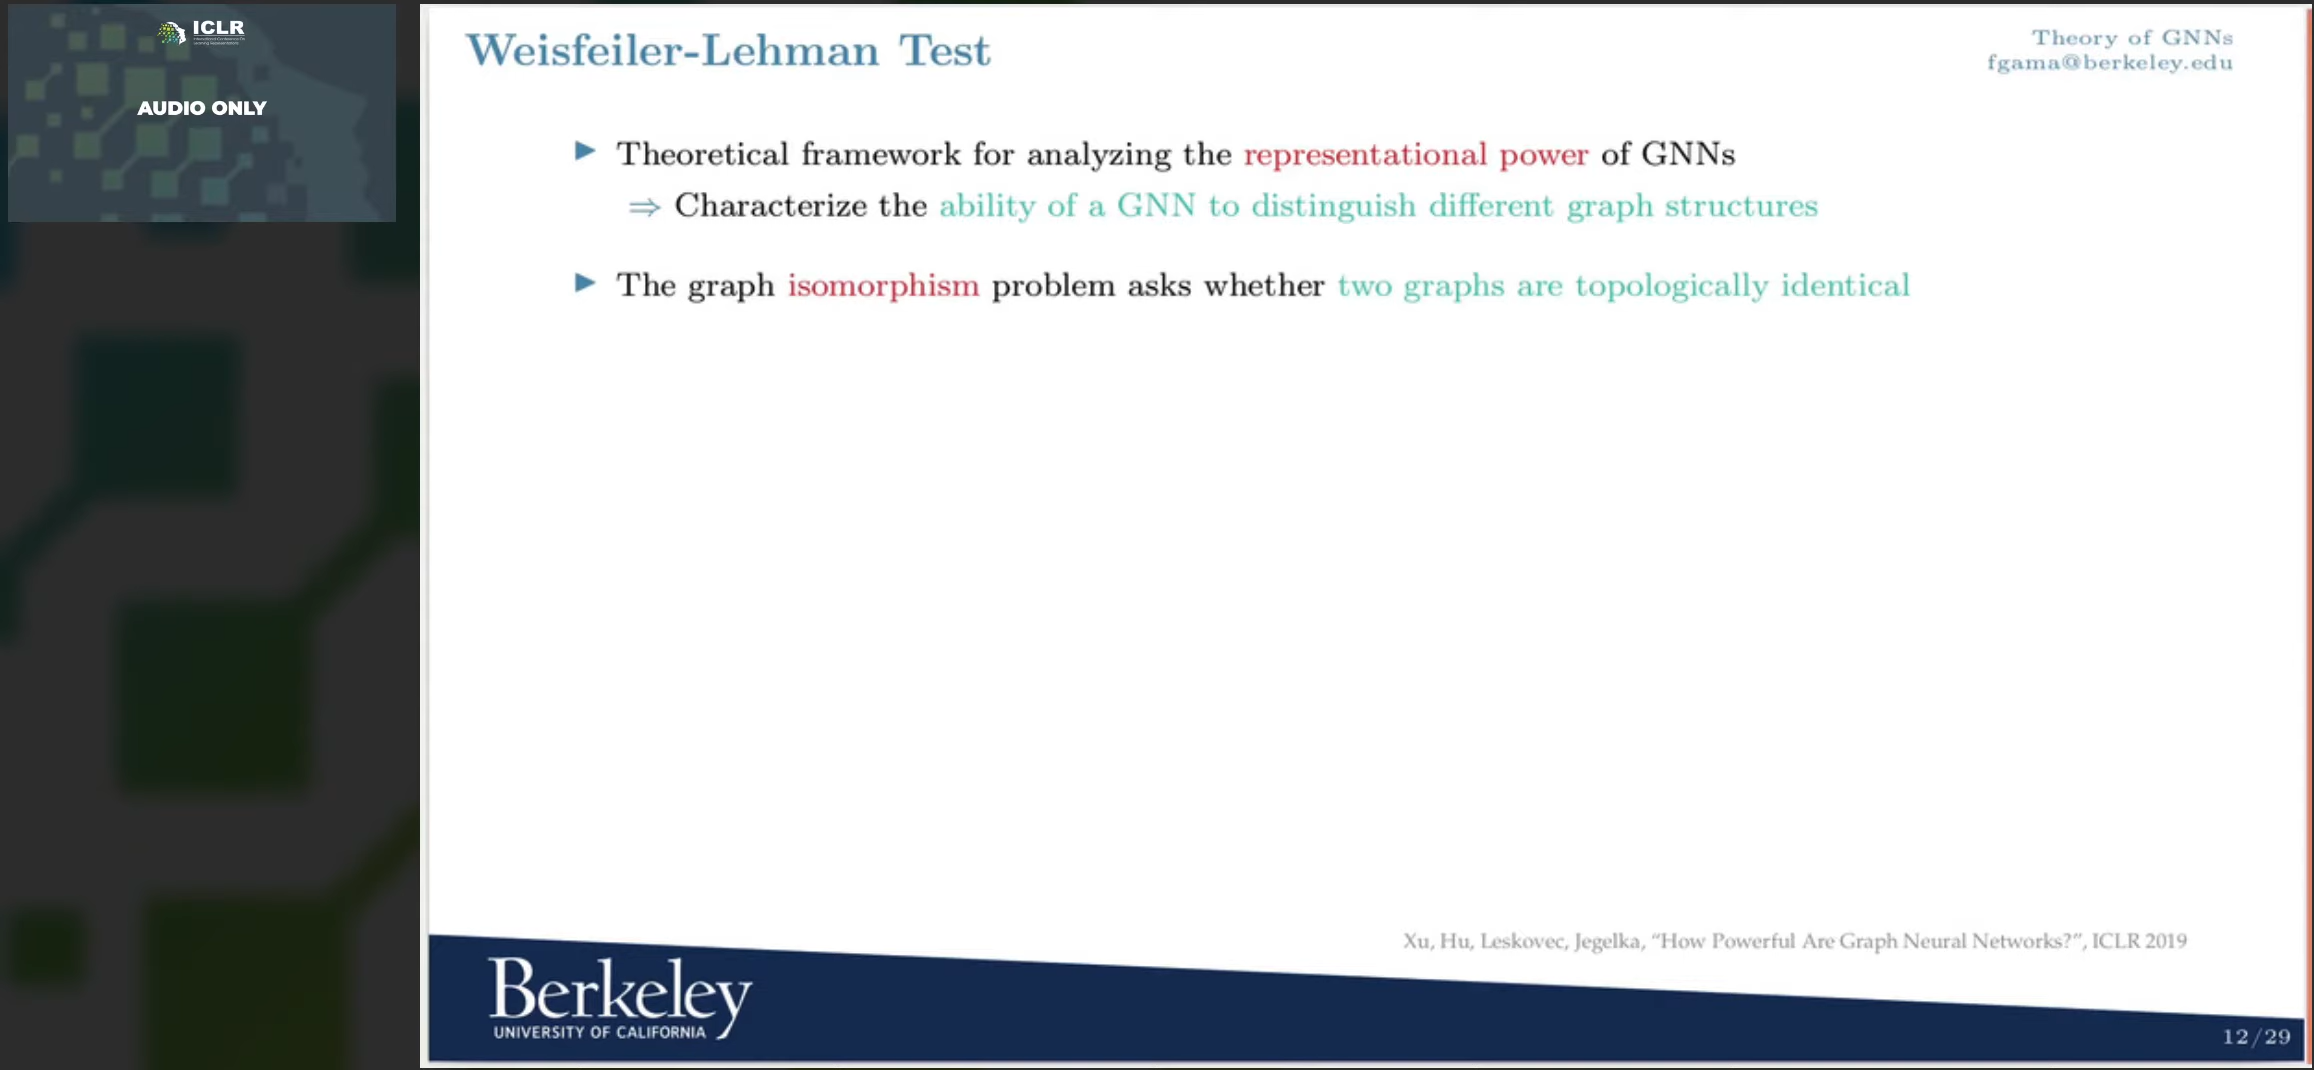 ICLR
AUDIO ONLY
Weisfeiler-Lehman Test
Theory of GNNs
fgama@berkeley.edu
▶ Theoretical framework for analyzing the representational power of GNNs
⇒ Characterize the ability of a GNN to distinguish different graph structures
▶ The graph isomorphism problem asks whether two graphs are topologically identical
Xu, Hu, Leskovec, Jegelka, “How Powerful Are Graph Neural Networks?”, ICLR 2019
Berkeley
UNIVERSITY OF CALIFORNIA
12/29